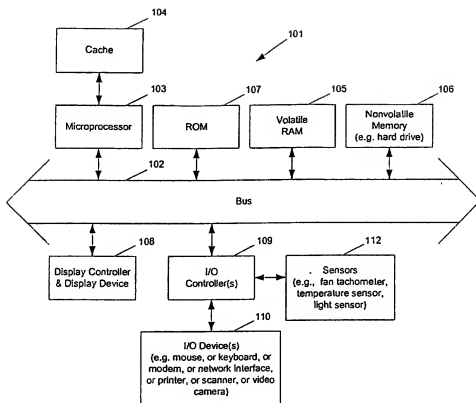 104
Cache
101
103
107
105
106
Microprocessor
ROM
Volatile
RAM
Nonvolatile
Memory
(e.g. hard drive)
102
Bus
108
109
112
Display Controller
& Display Device
I/O
Controller(s)
Sensors
(e.g., fan tachometer,
temperature sensor,
light sensor)
110
I/O Device(s)
(e.g. mouse, or keyboard, or
modem, or network interface,
or printer, or scanner, or video
camera)